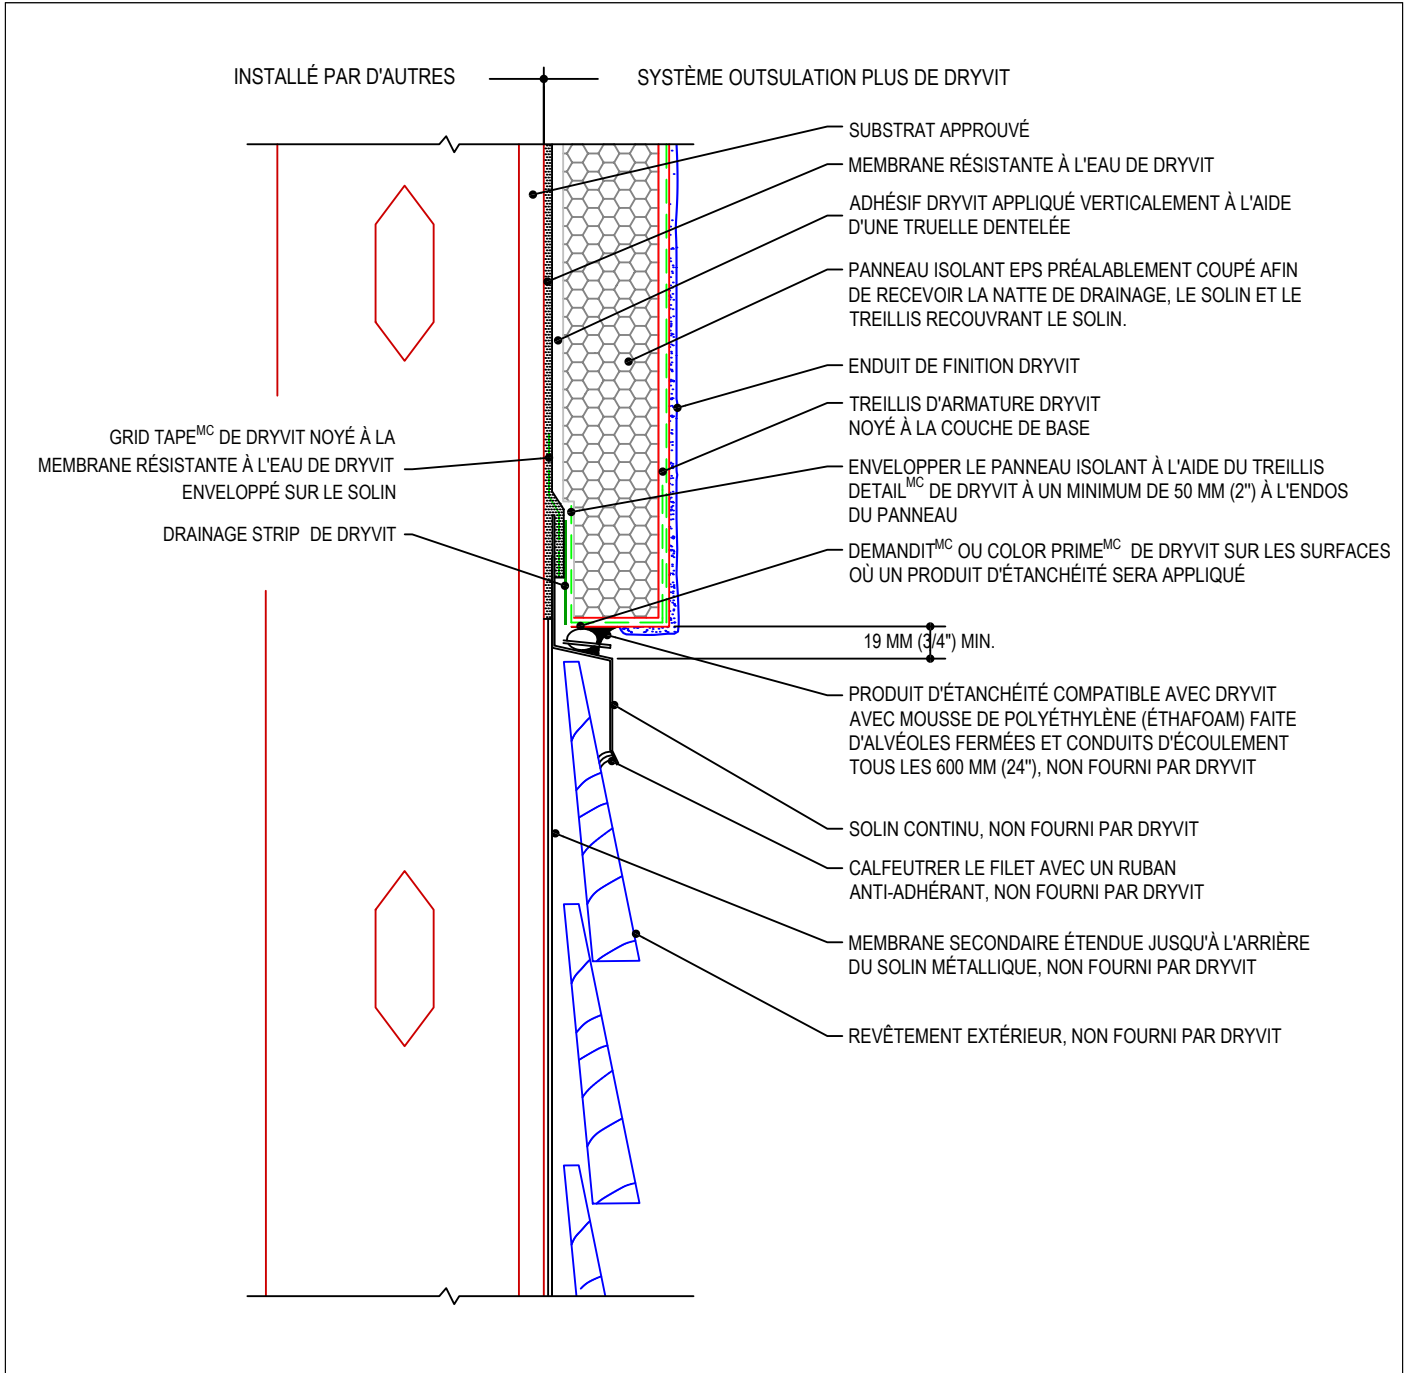 INSTALLÉ PAR D'AUTRES
SYSTÈME OUTSULATION PLUS DE DRYVIT
SUBSTRAT APPROUVÉ
MEMBRANE RÉSISTANTE À L'EAU DE DRYVIT
ADHÉSIF DRYVIT APPLIQUÉ VERTICALEMENT À L'AIDE
D'UNE TRUELLE DENTELÉE
PANNEAU ISOLANT EPS PRÉALABLEMENT COUPÉ AFIN
DE RECEVOIR LA NATTE DE DRAINAGE, LE SOLIN ET LE
TREILLIS RECOUVRANT LE SOLIN.
ENDUIT DE FINITION DRYVIT
TREILLIS D'ARMATURE DRYVIT
NOYÉ À LA COUCHE DE BASE
GRID TAPE^MC DE DRYVIT NOYÉ À LA
MEMBRANE RÉSISTANTE À L'EAU DE DRYVIT
ENVELOPPÉ SUR LE SOLIN
ENVELOPPER LE PANNEAU ISOLANT À L'AIDE DU TREILLIS
DETAIL^MC DE DRYVIT À UN MINIMUM DE 50 MM (2") À L'ENDOS
DU PANNEAU
DRAINAGE STRIP DE DRYVIT
DEMANDIT^MC OU COLOR PRIME^MC DE DRYVIT SUR LES SURFACES
OÙ UN PRODUIT D'ÉTANCHÉITÉ SERA APPLIQUÉ
19 MM (3/4") MIN.
PRODUIT D'ÉTANCHÉITÉ COMPATIBLE AVEC DRYVIT
AVEC MOUSSE DE POLYÉTHYLÈNE (ÉTHAFOAM) FAITE
D'ALVÉOLES FERMÉES ET CONDUITS D'ÉCOULEMENT
TOUS LES 600 MM (24"), NON FOURNI PAR DRYVIT
SOLIN CONTINU, NON FOURNI PAR DRYVIT
CALFEUTRER LE FILET AVEC UN RUBAN
ANTI-ADHÉRANT, NON FOURNI PAR DRYVIT
MEMBRANE SECONDAIRE ÉTENDUE JUSQU'À L'ARRIÈRE
DU SOLIN MÉTALLIQUE, NON FOURNI PAR DRYVIT
REVÊTEMENT EXTÉRIEUR, NON FOURNI PAR DRYVIT